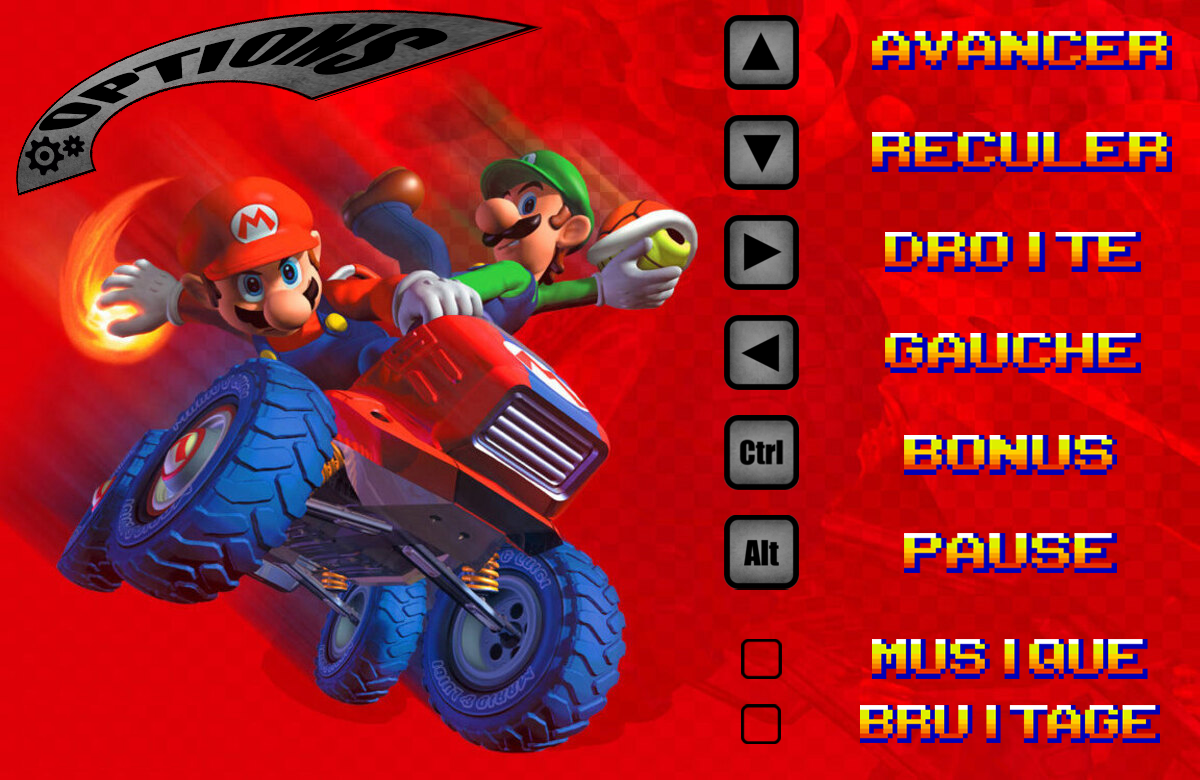 OPTIONS
AVANCER
RECULER
DROITE
GAUCHE
Ctrl BONUS
Alt PAUSE
MUSIQUE
BRUITAGE
M